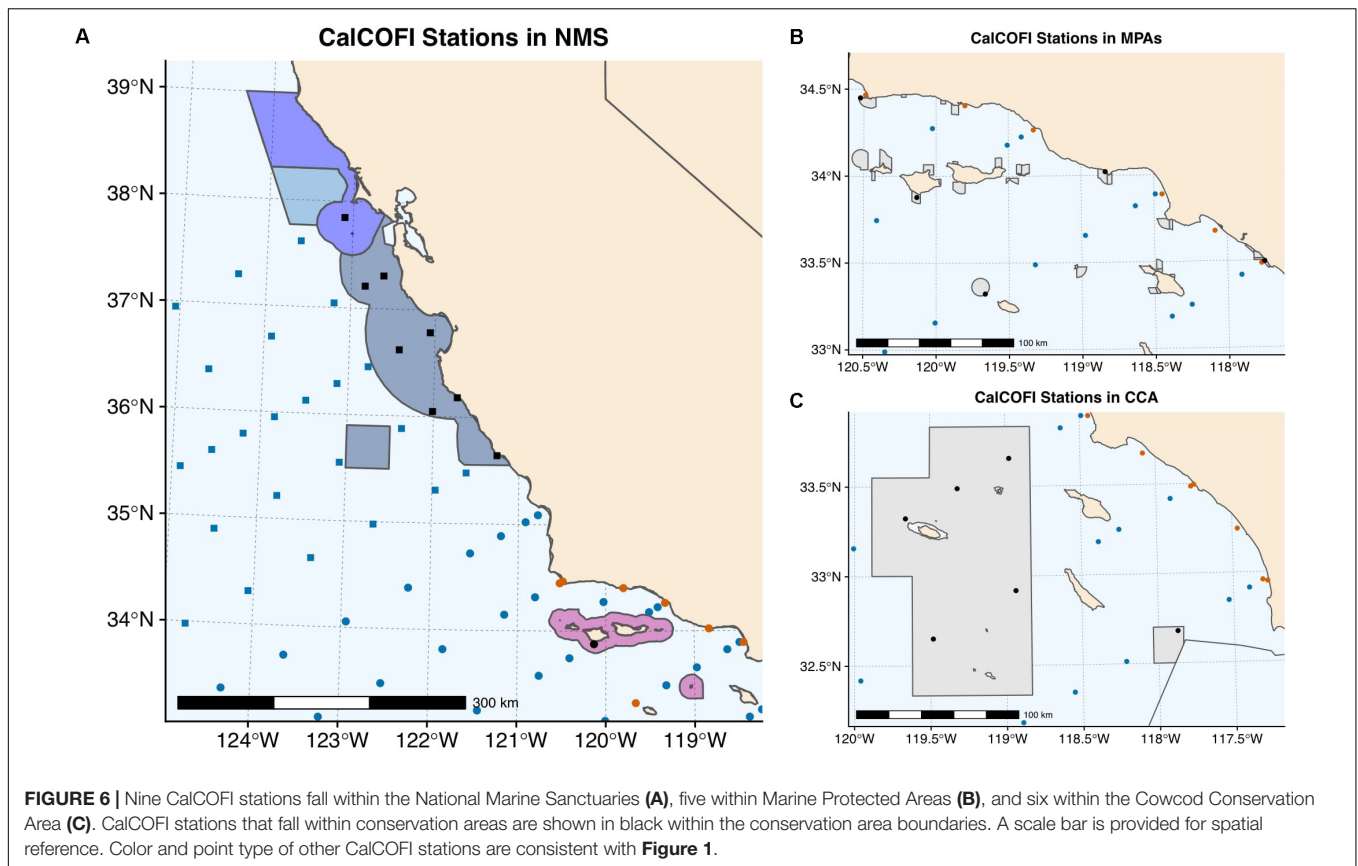 A
CalCOFI Stations in NMS
39°N
38°N
37°N
36°N
35°N
34°N
300 km
124°W 123°W 122°W 121°W 120°W 119°W
B
CalCOFI Stations in MPAs
34.5°N
34°N
33.5°N
33°N
100 km
120.5°W 120°W 119.5°W 119°W 118.5°W 118°W
C
CalCOFI Stations in CCA
33.5°N
33°N
32.5°N
100 km
120°W 119.5°W 119°W 118.5°W 118°W 117.5°W
FIGURE 6 | Nine CalCOFI stations fall within the National Marine Sanctuaries (A), five within Marine Protected Areas (B), and six within the Cowcod Conservation
Area (C). CalCOFI stations that fall within conservation areas are shown in black within the conservation area boundaries. A scale bar is provided for spatial
reference. Color and point type of other CalCOFI stations are consistent with Figure 1.